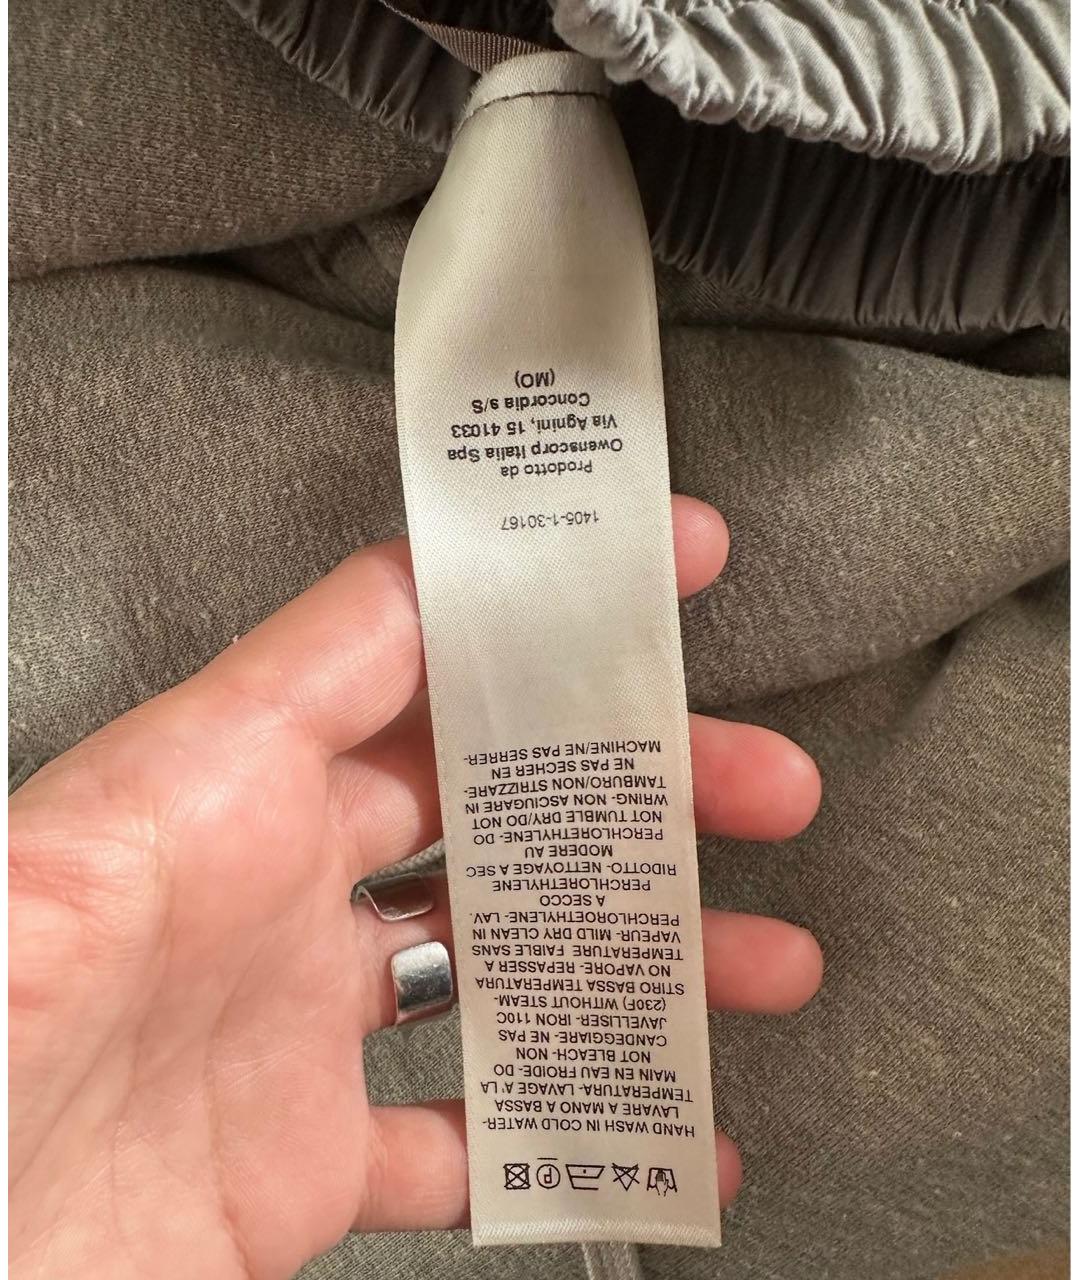 HAND WASH IN COLD WATER-
LAVARE A MANO A BASSA
TEMPERATURA- LAVAGE A' LA
MAIN EN EAU FROIDE- DO
NOT BLEACH- NON
CANDEGGIARE- NE PAS
JAVELLISER- IRON 110C
(230F) WITHOUT STEAM-
STIRO BASSA TEMPERATURA
NO VAPORE- REPASSER A
TEMPERATURE FAIBLE SANS
VAPEUR- MILD DRY CLEAN IN
PERCHLOROETHYLENE- LAV.
A SECCO
PERCHLORETHYLENE
RIDOTTO- NETTOYAGE A SEC
MODERE AU
PERCHLORETHYLENE- DO
NOT TUMBLE DRY/DO NOT
WRING- NON ASCIUGARE IN
TAMBURO/NON STRIZZARE-
NE PAS SECHER EN
MACHINE/NE PAS SERRER-
1405-1-30167
Prodotto da
Owenscorp Italia Spa
Via Agnini, 15 41033
Concordia s/S
(MO)